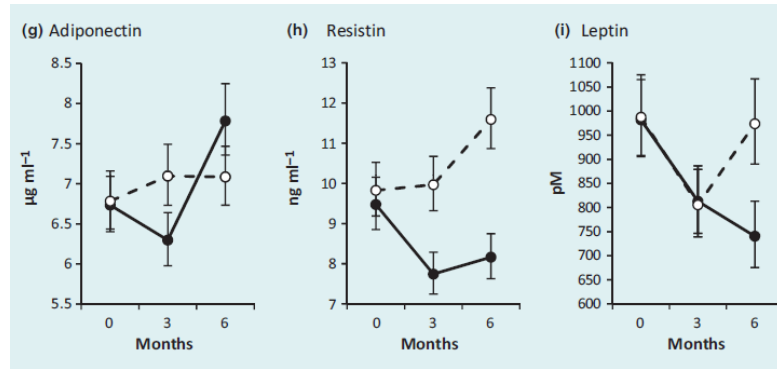 (g) Adiponectin
8.5
8
7.5
7
6.5
6
5.5
µg ml⁻¹
0 3 6
Months
(h) Resistin
13
12
11
10
9
8
7
ng ml⁻¹
0 3 6
Months
(i) Leptin
1100
1050
1000
950
900
850
800
750
700
650
600
pM
0 3 6
Months